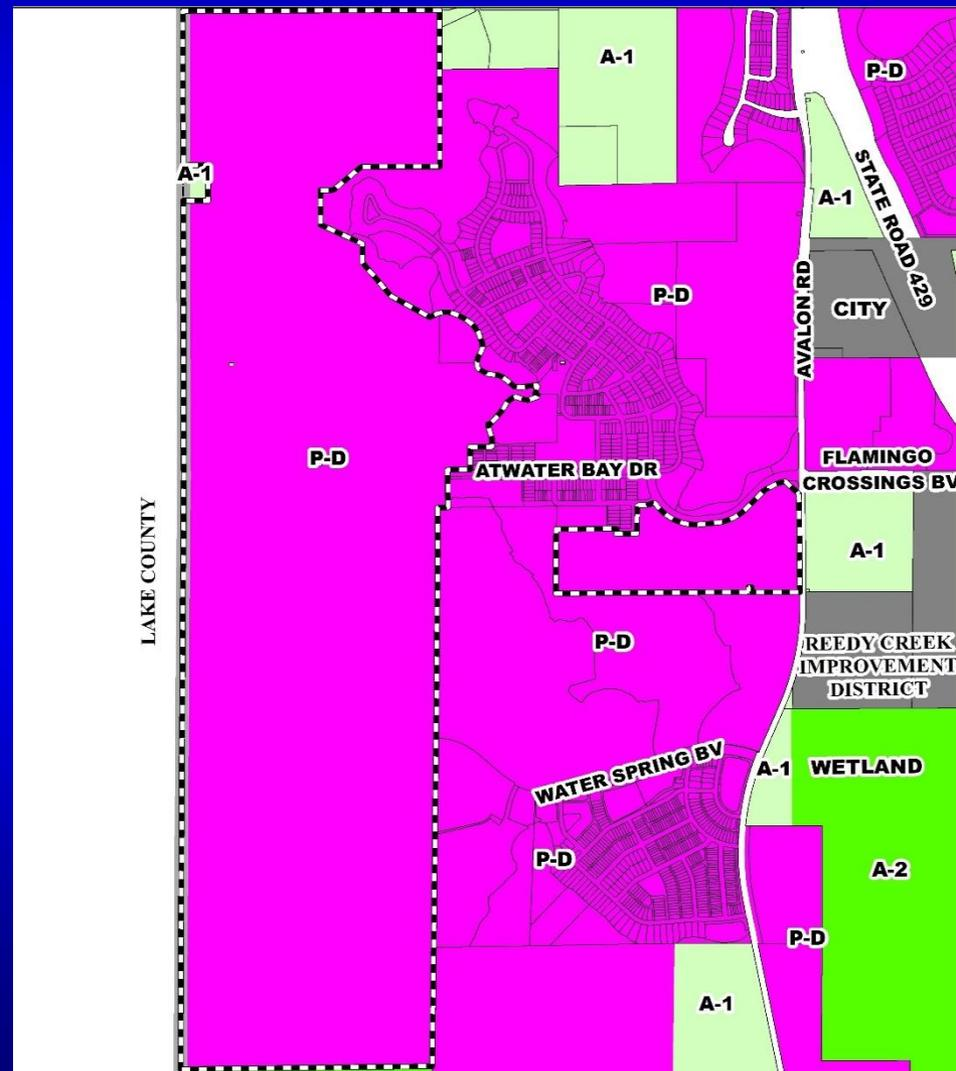 A-1
P-D
A-1
STATE ROAD 429
A-1
P-D
AVALON RD
CITY
P-D
ATWATER BAY DR
FLAMINGO
CROSSINGS BV
LAKE COUNTY
A-1
P-D
REEDY CREEK
IMPROVEMENT
DISTRICT
WATER SPRING BV
A-1
WETLAND
P-D
A-2
P-D
A-1